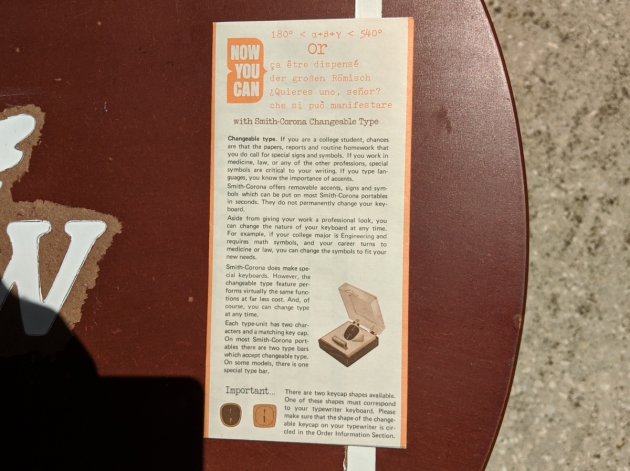 180° < α+β+γ < 540°
or
NOW
YOU
CAN
ça être dispensé
der großen Römisch
¿Quieres uno, señor?
che si può manifestare
with Smith-Corona Changeable Type
Changeable type. If you are a college student, chances
are that the papers, reports and routine homework that
you do call for special signs and symbols. If you work in
medicine, law, or any of the other professions, special
symbols are critical to your writing. If you type lan-
guages, you know the importance of accents.
Smith-Corona offers removable accents, signs and sym-
bols which can be put on most Smith-Corona portables
in seconds. They do not permanently change your key-
board.
Aside from giving your work a professional look, you
can change the nature of your keyboard at any time.
For example, if your college major is Engineering and
requires math symbols, and your career turns to
medicine or law, you can change the symbols to fit your
new needs.
Smith-Corona does make spe-
cial keyboards. However, the
changeable type feature per-
forms virtually the same func-
tions at far less cost. And, of
course, you can change type
at any time.
Each type-unit has two char-
acters and a matching key cap.
On most Smith-Corona port-
ables there are two type bars
which accept changeable type.
On some models, there is one
special type bar.
Important...
There are two keycap shapes available.
One of these shapes must correspond
to your typewriter keyboard. Please
make sure that the shape of the change-
able keycap on your typewriter is cir-
cled in the Order Information Section.
W